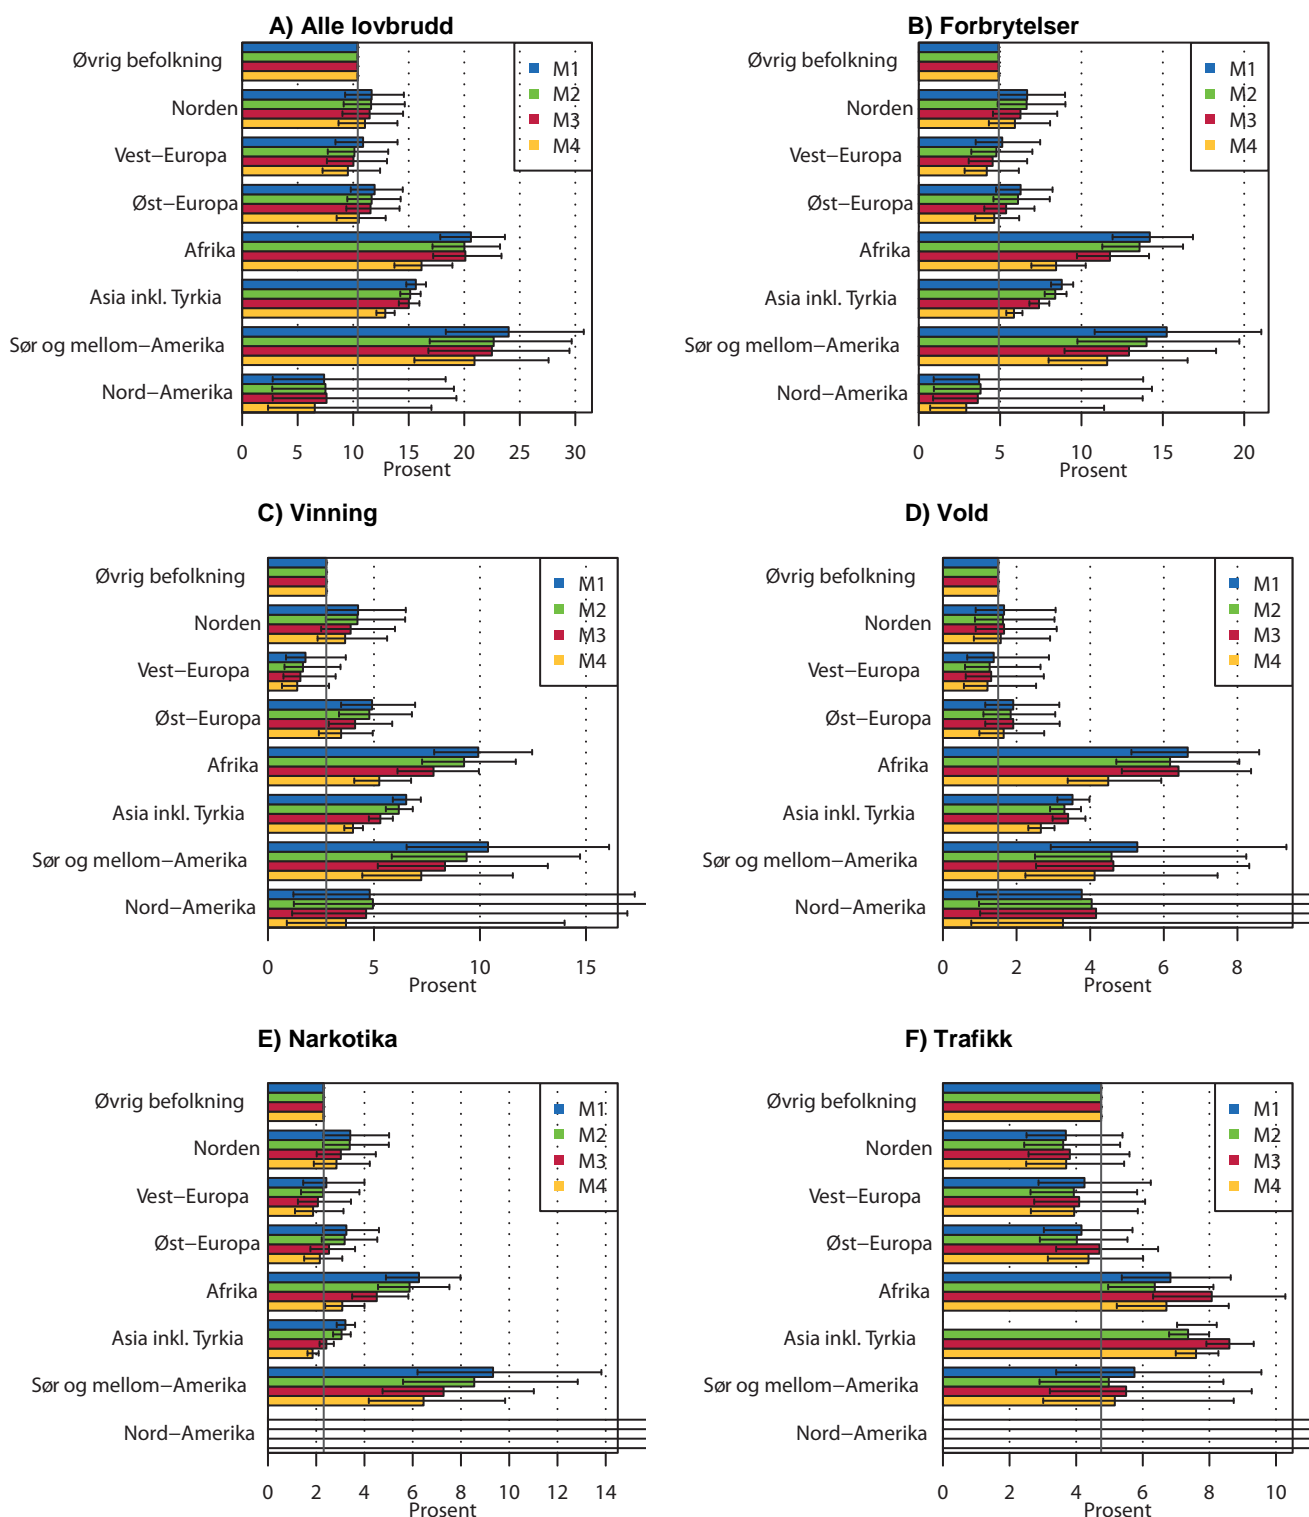 A) Alle lovbrudd
Øvrig befolkning
Norden
Vest–Europa
Øst–Europa
Afrika
Asia inkl. Tyrkia
Sør og mellom–Amerika
Nord–Amerika
M1
M2
M3
M4
0 5 10 15 20 25 30
Prosent
B) Forbrytelser
Øvrig befolkning
Norden
Vest–Europa
Øst–Europa
Afrika
Asia inkl. Tyrkia
Sør og mellom–Amerika
Nord–Amerika
M1
M2
M3
M4
0 5 10 15 20
Prosent
C) Vinning
Øvrig befolkning
Norden
Vest–Europa
Øst–Europa
Afrika
Asia inkl. Tyrkia
Sør og mellom–Amerika
Nord–Amerika
M1
M2
M3
M4
0 5 10 15
Prosent
D) Vold
Øvrig befolkning
Norden
Vest–Europa
Øst–Europa
Afrika
Asia inkl. Tyrkia
Sør og mellom–Amerika
Nord–Amerika
M1
M2
M3
M4
0 2 4 6 8
Prosent
E) Narkotika
Øvrig befolkning
Norden
Vest–Europa
Øst–Europa
Afrika
Asia inkl. Tyrkia
Sør og mellom–Amerika
Nord–Amerika
M1
M2
M3
M4
0 2 4 6 8 10 12 14
Prosent
F) Trafikk
Øvrig befolkning
Norden
Vest–Europa
Øst–Europa
Afrika
Asia inkl. Tyrkia
Sør og mellom–Amerika
Nord–Amerika
M1
M2
M3
M4
0 2 4 6 8 10
Prosent